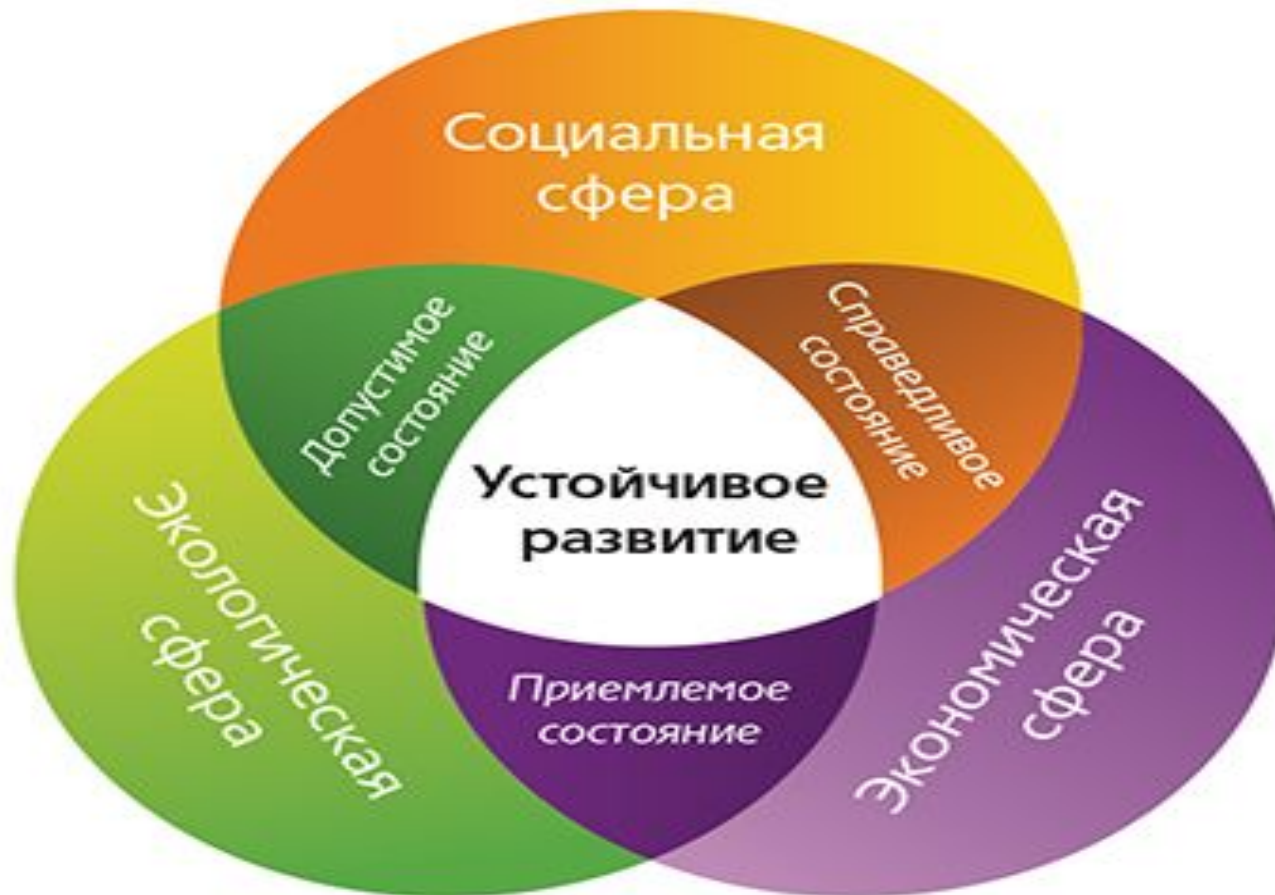 Социальная
сфера
Допустимое
состояние
Справедливое
состояние
Устойчивое
развитие
Экологическая
сфера
Приемлемое
состояние
Экономическая
сфера